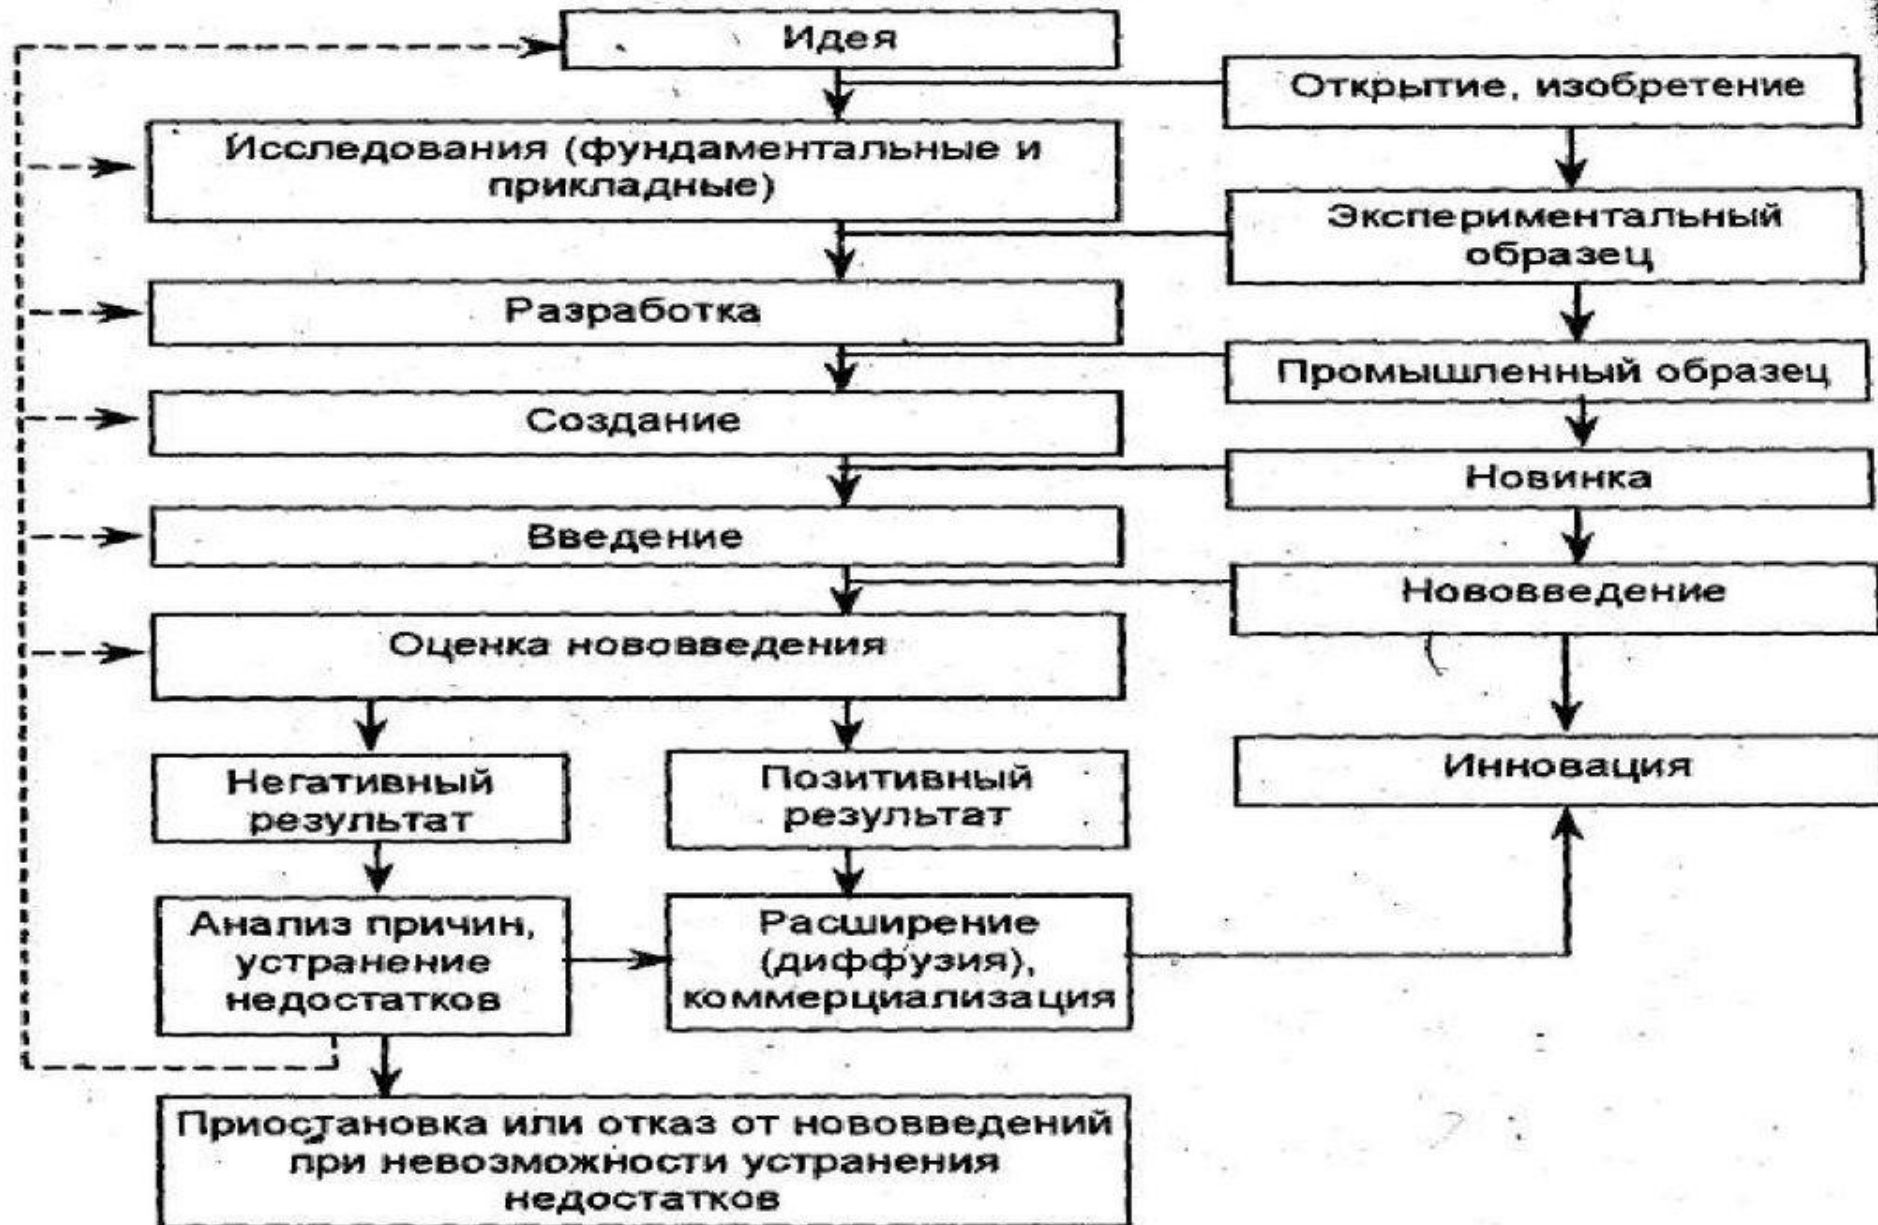 Идея
Открытие, изобретение
Исследования (фундаментальные и
прикладные)
Экспериментальный
образец
Разработка
Промышленный образец
Создание
Новинка
Введение
Нововведение
Оценка нововведения
Негативный
результат
Позитивный
результат
Инновация
Анализ причин,
устранение
недостатков
Расширение
(диффузия),
коммерциализация
Приостановка или отказ от нововведений
при невозможности устранения
недостатков